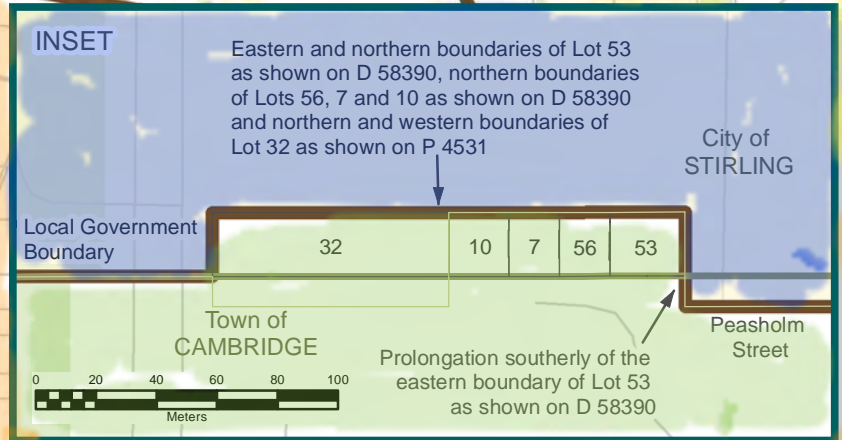 INSET
Eastern and northern boundaries of Lot 53
as shown on D 58390, northern boundaries
of Lots 56, 7 and 10 as shown on D 58390
and northern and western boundaries of
Lot 32 as shown on P 4531
City of
STIRLING
Local Government
Boundary
32
10
7
56
53
Town of
CAMBRIDGE
Peasholm
Street
Prolongation southerly of the
eastern boundary of Lot 53
as shown on D 58390
0 20 40 60 80 100
Meters